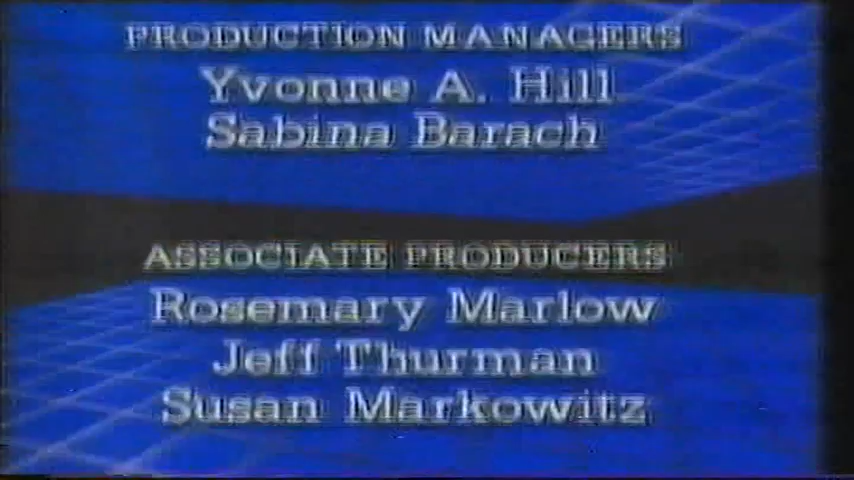 PRODUCTION MANAGERS
Yvonne A. Hill
Sabina Barach
ASSOCIATE PRODUCERS
Rosemary Marlow
Jeff Thurman
Susan Markowitz